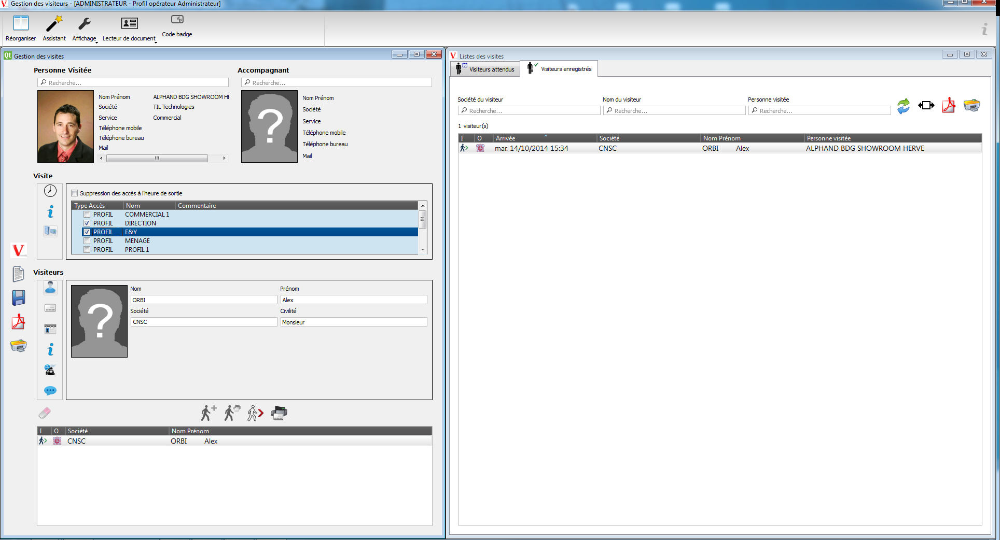 Gestion des visiteurs - [ADMINISTRATEUR - Profil opérateur Administrateur]
Réorganiser
Assistant
Affichage
Lecteur de document
Code badge
Qt Gestion des visites
Personne Visitée
Accompagnant
Recherche...
Recherche...
Nom Prénom ALPHAND BDG SHOWROOM HI
Société TIL Technologies
Service Commercial
Téléphone mobile
Téléphone bureau
Mail
?
Nom Prénom
Société
Service
Téléphone mobile
Téléphone bureau
Mail
Visite
Suppression des accès à l'heure de sortie
Type Accès Nom Commentaire
PROFIL COMMERCIAL 1
PROFIL DIRECTION
PROFIL E&Y
PROFIL MENAGE
PROFIL PROFIL 1
Visiteurs
?
Nom
Prénom
ORBI
Alex
Société
Civilité
CNSC
Monsieur
I O Société Nom Prénom
CNSC ORBI Alex
Listes des visites
Visiteurs attendus
Visiteurs enregistrés
Société du visiteur
Nom du visiteur
Personne visitée
Recherche...
Recherche...
Recherche...
1 visiteur(s)
I O Arrivée Société Nom Prénom Personne visitée
mar. 14/10/2014 15:34 CNSC ORBI Alex ALPHAND BDG SHOWROOM HERVE